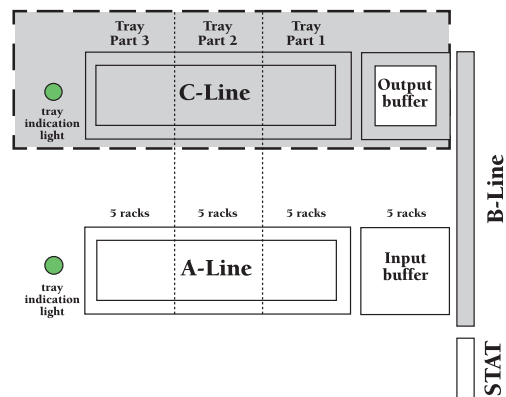 Tray
Part 3
Tray
Part 2
Tray
Part 1
C-Line
Output
buffer
tray
indication
light
B-Line
5 racks
5 racks
5 racks
5 racks
A-Line
Input
buffer
tray
indication
light
STAT